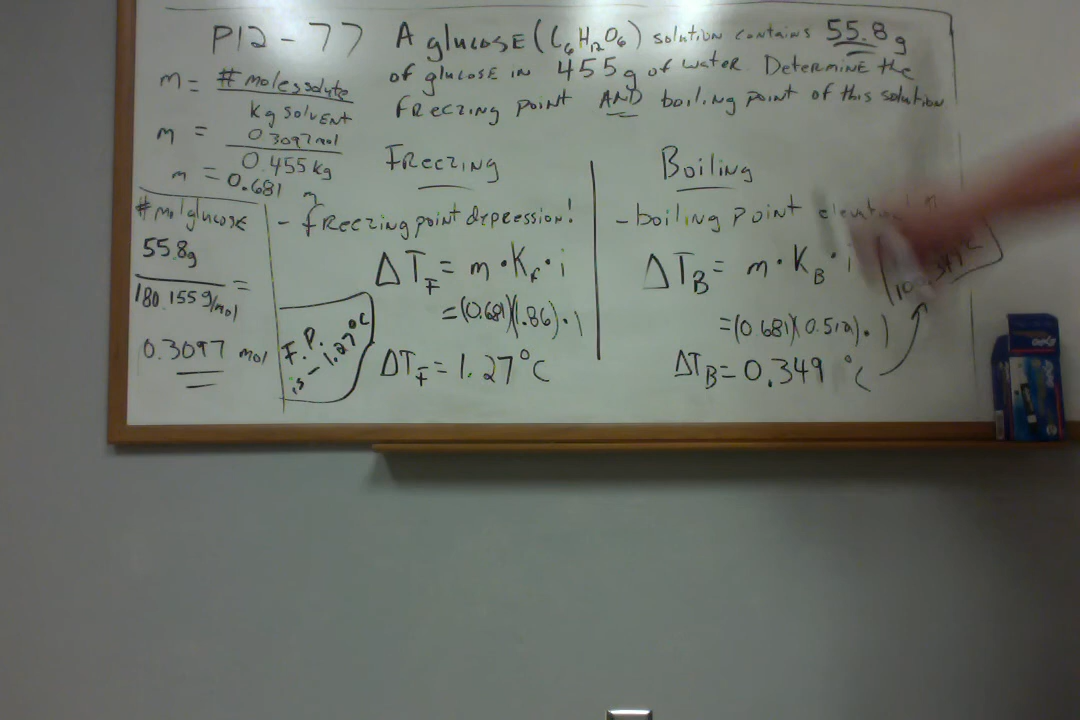 P12-77 A glucose (C6H12O6) solution contains 55.8g
of glucose in 455g of water. Determine the
freezing point AND boiling point of this solution
m = # moles solute
kg solvent
m = 0.3097 mol
0.455 kg
m = 0.681 m
# mol glucose
55.8g
180.155 g/mol =
0.3097 mol
Freezing
- freezing point depression!
ΔTF = m·Kf·i
= (0.681)(1.86)·1
ΔTF = 1.27°C
F.P.
is -1.27°C
Boiling
- boiling point
ΔTB = m·KB·i
= (0.681)(0.512)·1
ΔTB = 0.349 °C